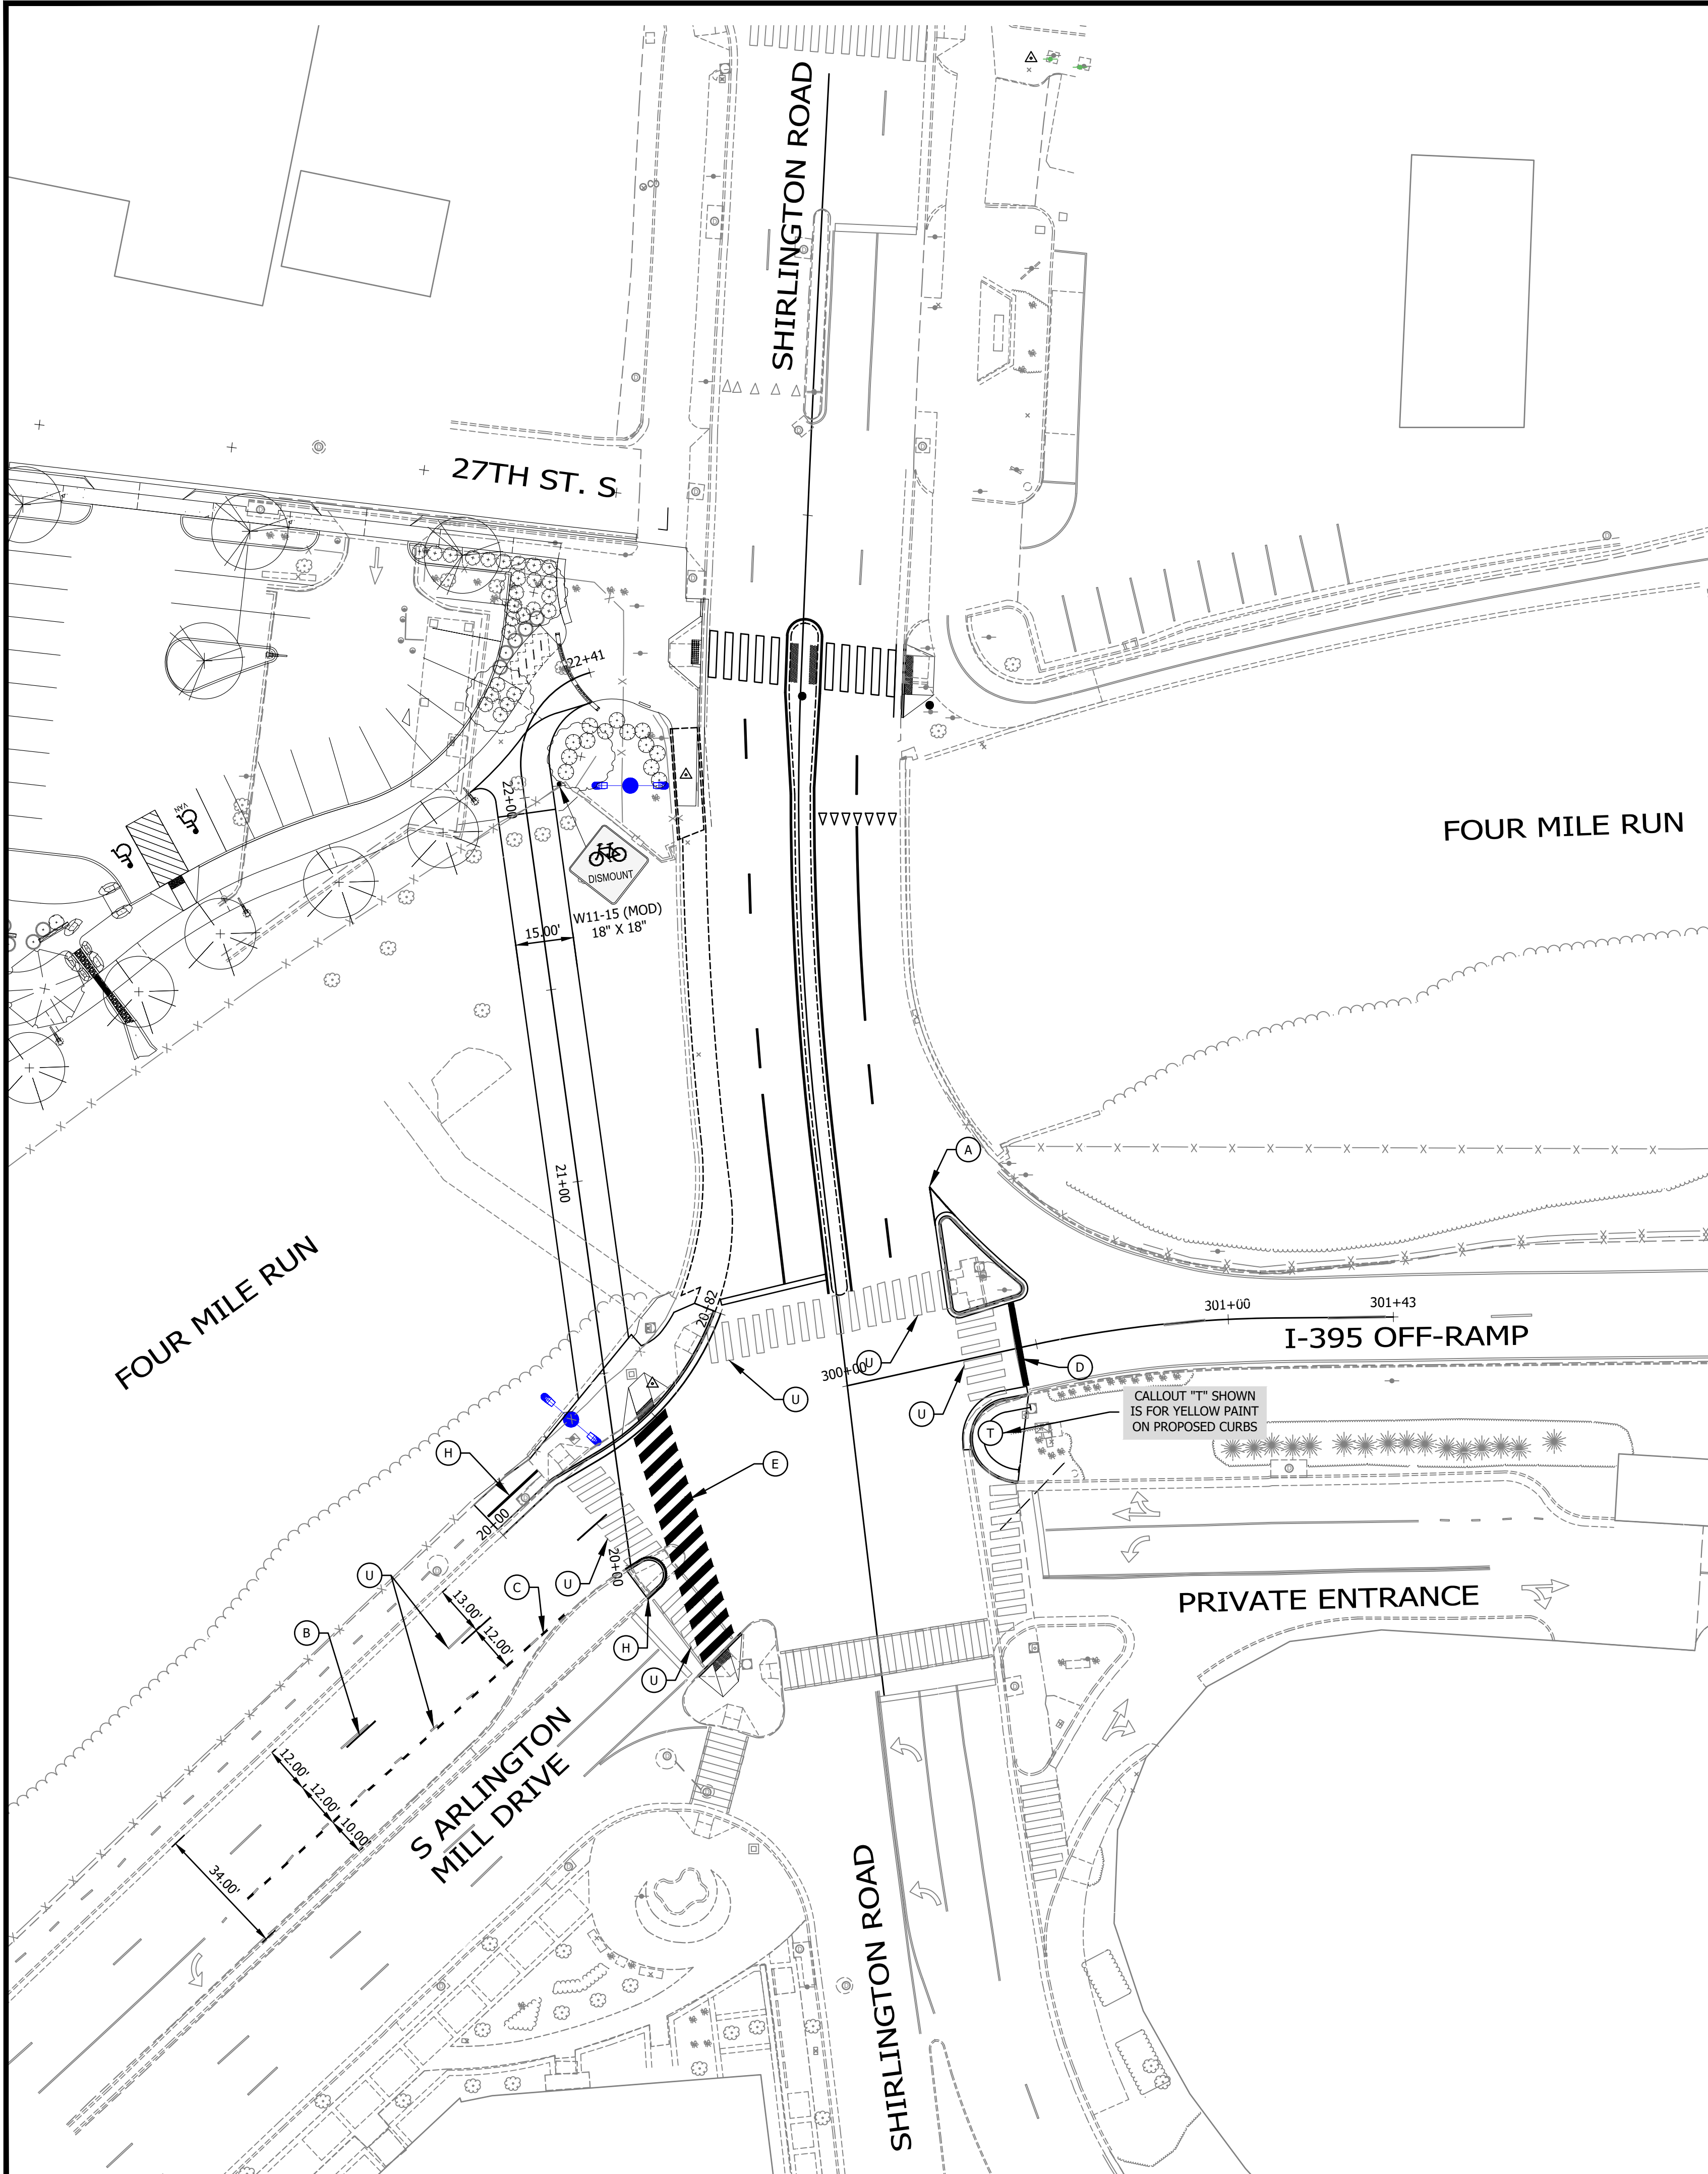 SHIRLINGTON ROAD
27TH ST. S
22+41
22+00
VAN
DISMOUNT
W11-15 (MOD)
18" X 18"
15.00'
FOUR MILE RUN
A
21+00
FOUR MILE RUN
20+82
301+00
301+43
I-395 OFF-RAMP
300+00
U
D
U
U
CALLOUT "T" SHOWN
IS FOR YELLOW PAINT
ON PROPOSED CURBS
T
H
E
20+00
20+00
U
C
U
13.00'
12.00'
B
H
U
PRIVATE ENTRANCE
12.00'
12.00'
10.00'
34.00'
S ARLINGTON
MILL DRIVE
SHIRLINGTON ROAD